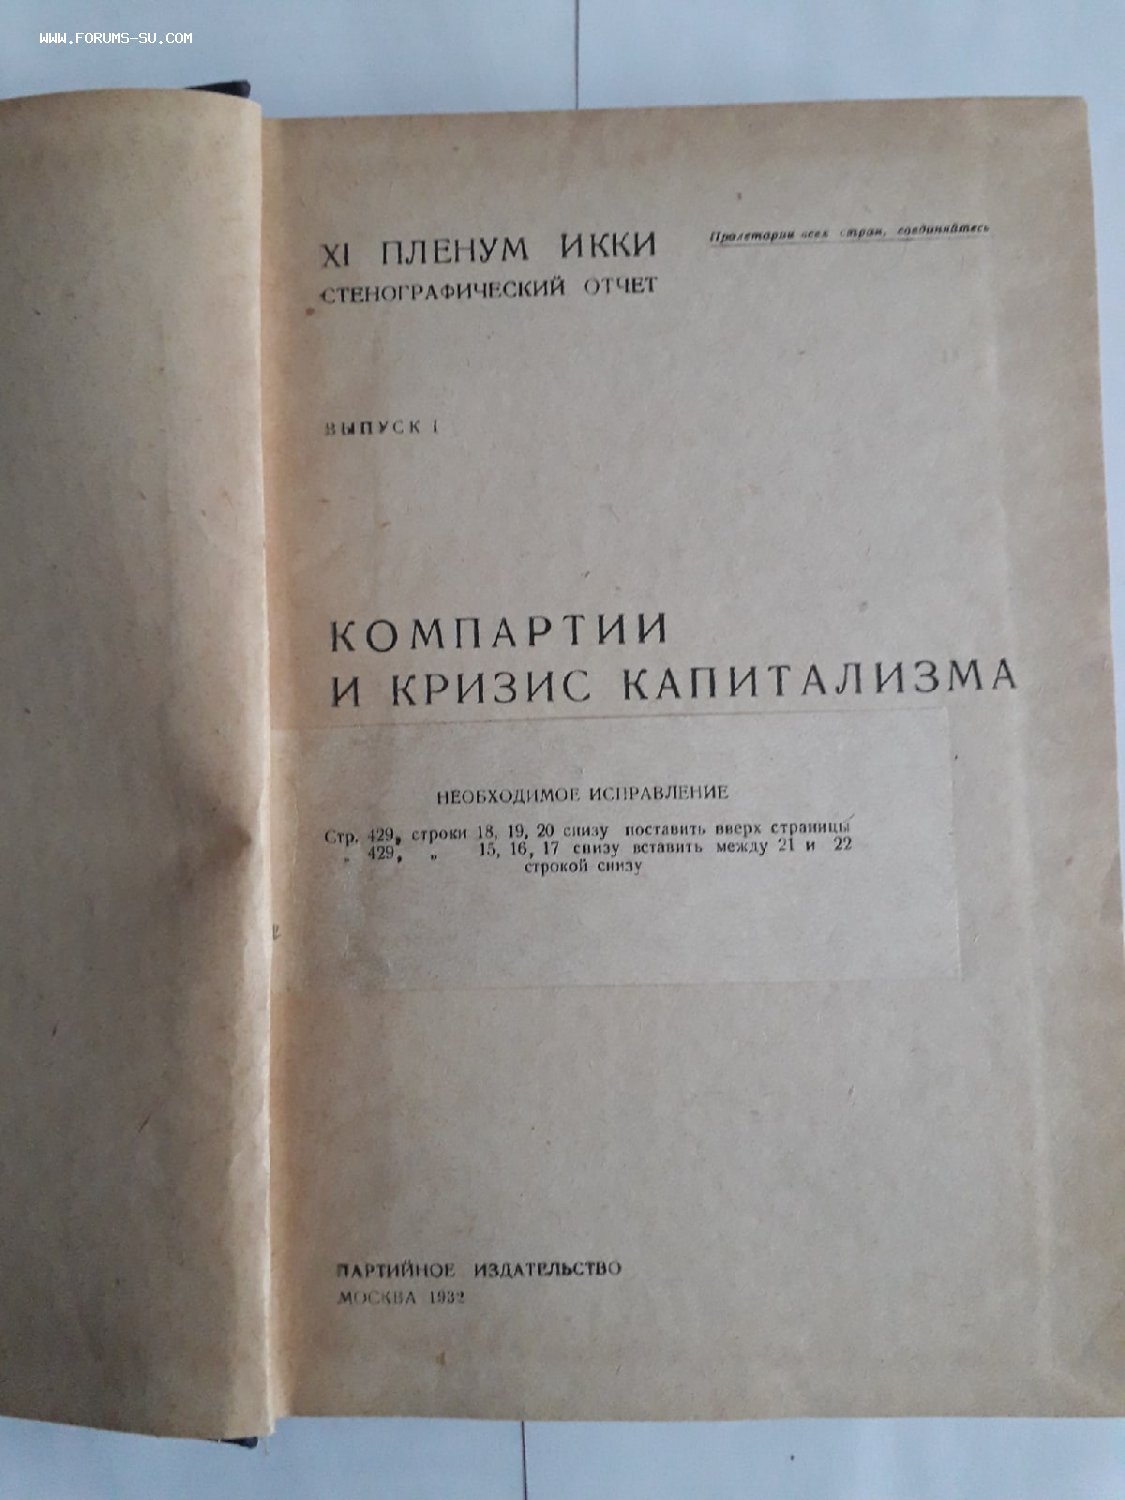 WWW.FORUMS-SU.COM
XI ПЛЕНУМ ИККИ
СТЕНОГРАФИЧЕСКИЙ ОТЧЕТ
Пролетарии всех стран, соединяйтесь
ВЫПУСК I
КОМПАРТИИ
И КРИЗИС КАПИТАЛИЗМА
НЕОБХОДИМОЕ ИСПРАВЛЕНИЕ
Стр. 429, строки 18, 19, 20 снизу поставить вверх страницы
„ 429, „ 15, 16, 17 снизу вставить между 21 и 22
строкой снизу
ПАРТИЙНОЕ ИЗДАТЕЛЬСТВО
МОСКВА 1932